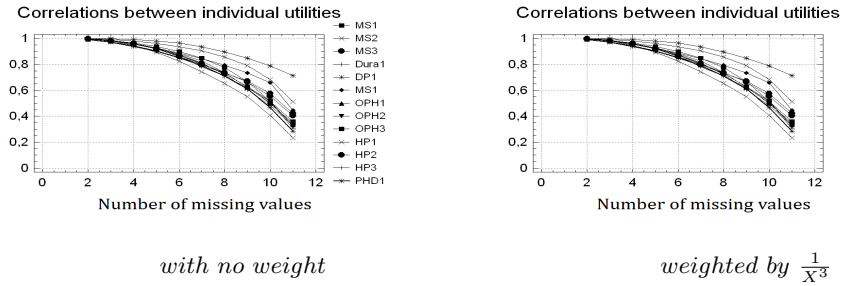 Correlations between individual utilities
1
0,8
0,6
0,4
0,2
0
0 2 4 6 8 10 12
Number of missing values
MS1
MS2
MS3
Dura1
DP1
MS1
OPH1
OPH2
OPH3
HP1
HP2
HP3
PHD1
with no weight
Correlations between individual utilities
1
0,8
0,6
0,4
0,2
0
0 2 4 6 8 10 12
Number of missing values
weighted by 1/X³